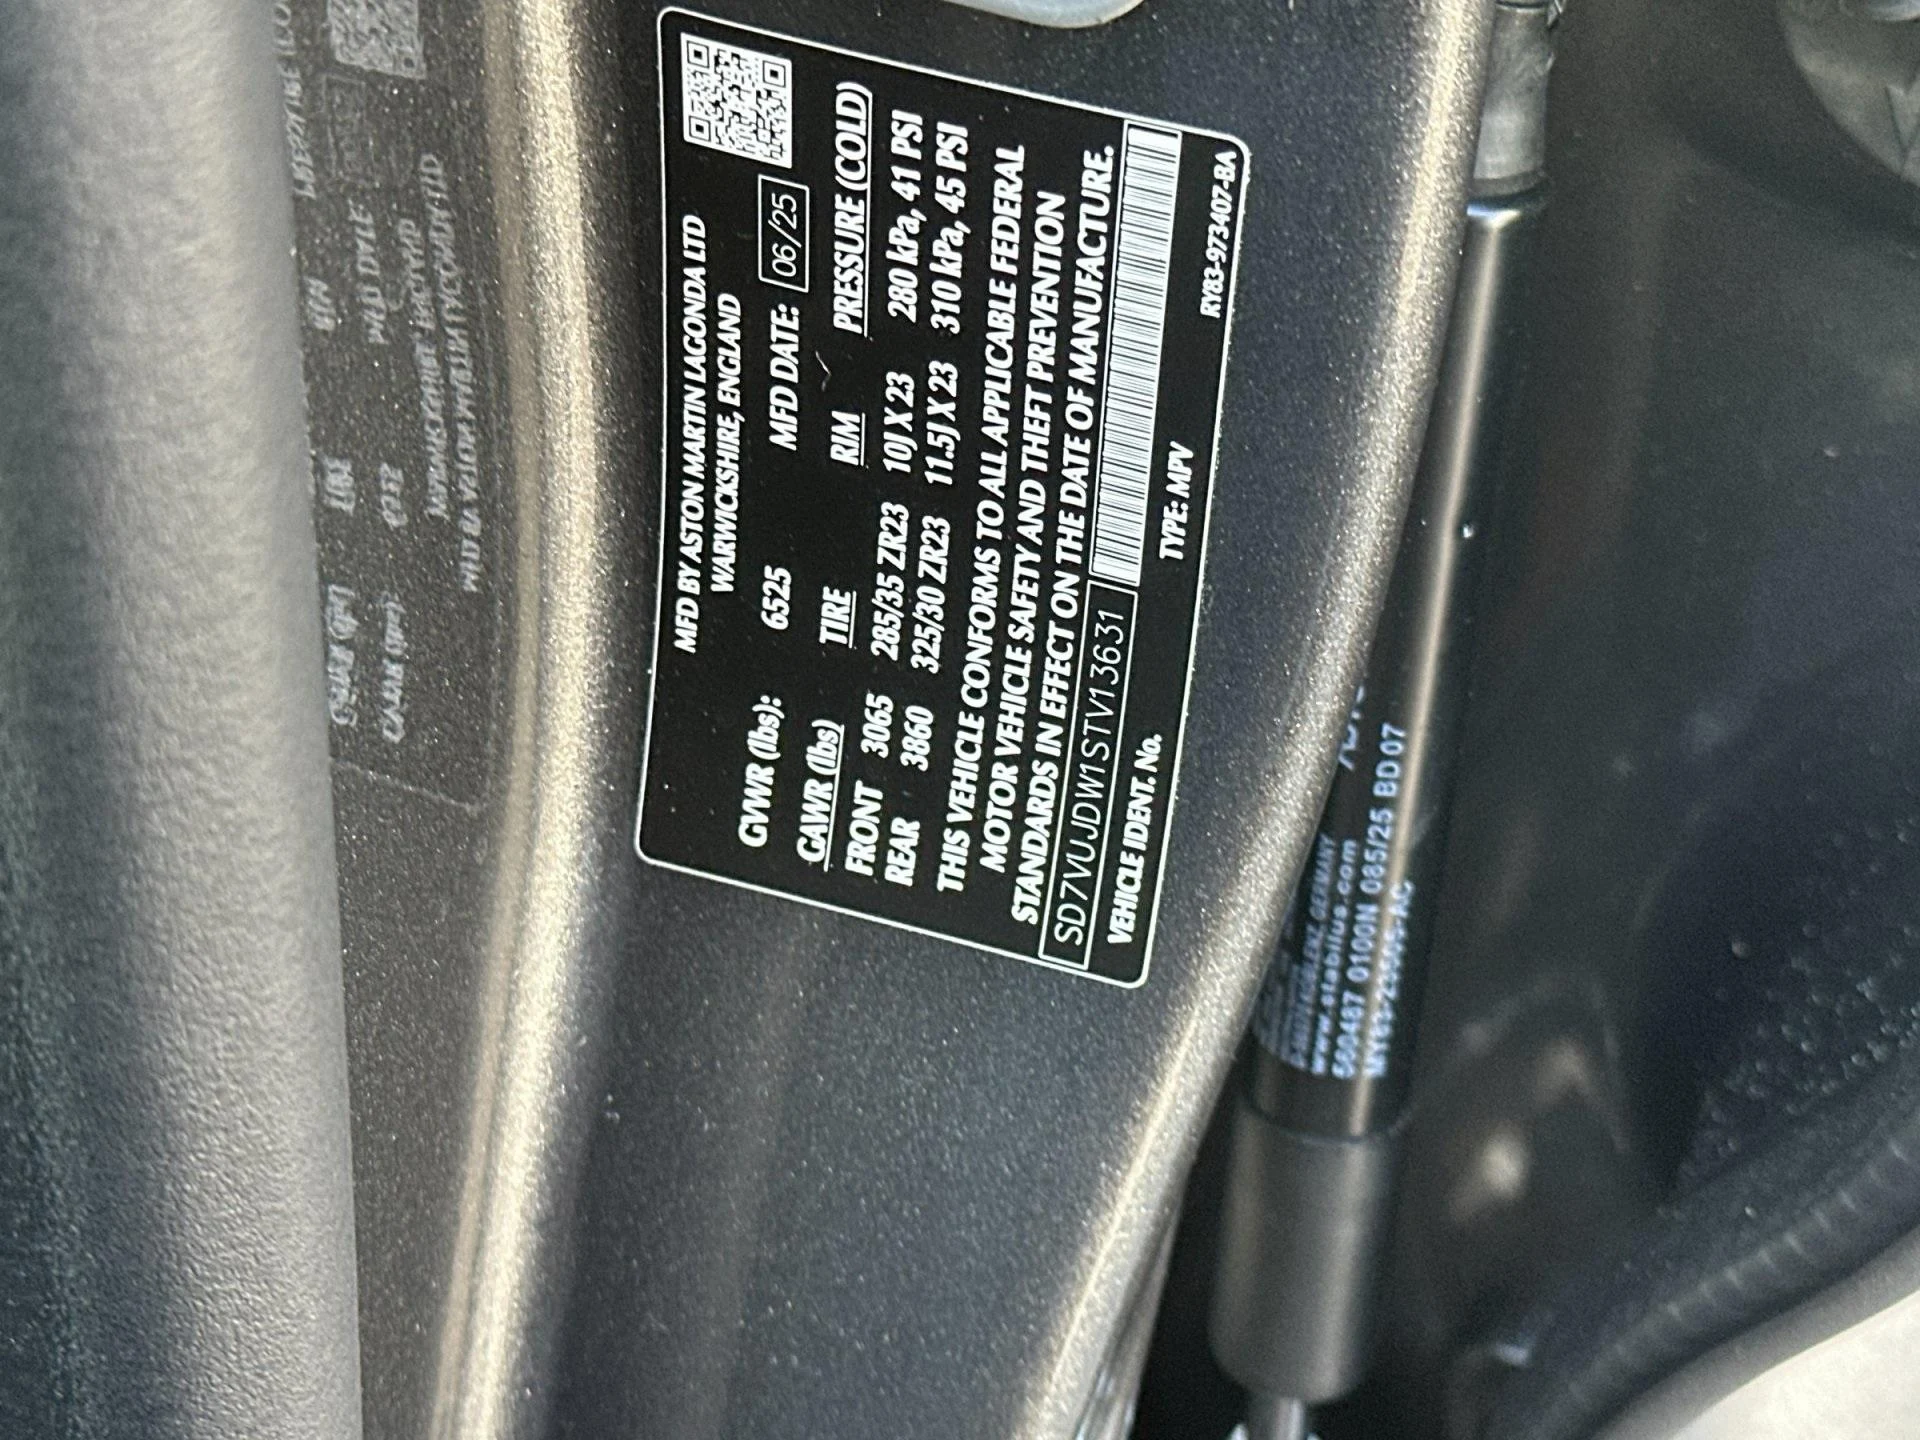 MFD BY ASTON MARTIN LAGONDA LTD
WARWICKSHIRE, ENGLAND
GVWR (lbs): 6525 MFD DATE: 06/25
GAWR (lbs) TIRE RIM PRESSURE (COLD)
FRONT 3065 285/35 ZR23 10J X 23 280 kPa, 41 PSI
REAR 3860 325/30 ZR23 11.5J X 23 310 kPa, 45 PSI
THIS VEHICLE CONFORMS TO ALL APPLICABLE FEDERAL
MOTOR VEHICLE SAFETY AND THEFT PREVENTION
STANDARDS IN EFFECT ON THE DATE OF MANUFACTURE.
SD7VUJDW1STV13631
VEHICLE IDENT. No. TYPE: MPV RY83-973407-BA
GERMANY
www.stabilus.com
500487 0100N 085/25 BD07